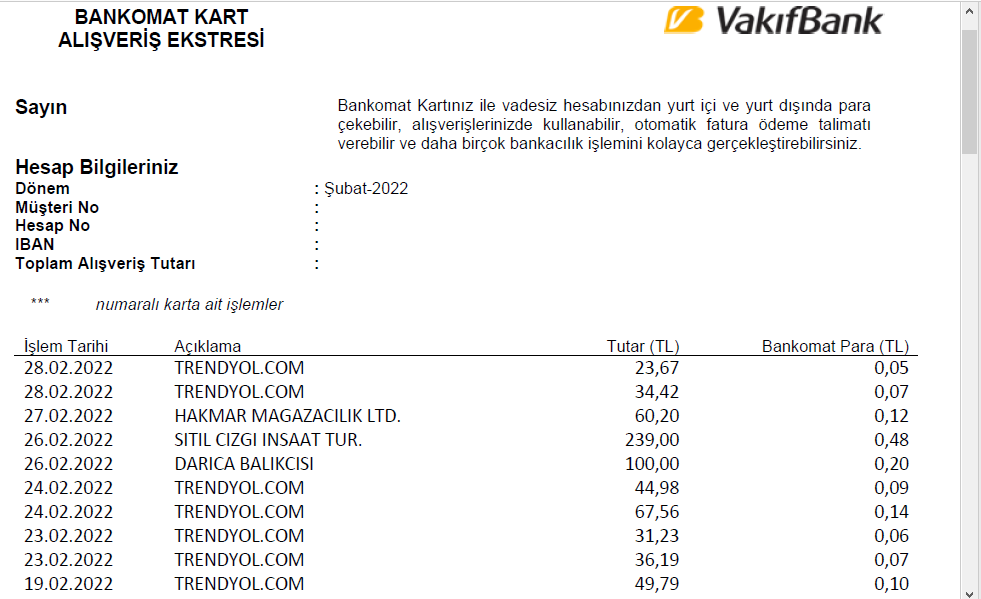 BANKOMAT KART
ALIŞVERİŞ EKSTRESİ
VakıfBank
Sayın
Bankomat Kartınız ile vadesiz hesabınızdan yurt içi ve yurt dışında para
çekebilir, alışverişlerinizde kullanabilir, otomatik fatura ödeme talimatı
verebilir ve daha birçok bankacılık işlemini kolayca gerçekleştirebilirsiniz.
Hesap Bilgileriniz
Dönem : Şubat-2022
Müşteri No :
Hesap No :
IBAN :
Toplam Alışveriş Tutarı :
*** numaralı karta ait işlemler
İşlem Tarihi Açıklama Tutar (TL) Bankomat Para (TL)
28.02.2022 TRENDYOL.COM 23,67 0,05
28.02.2022 TRENDYOL.COM 34,42 0,07
27.02.2022 HAKMAR MAGAZACILIK LTD. 60,20 0,12
26.02.2022 SITIL CIZGI INSAAT TUR. 239,00 0,48
26.02.2022 DARICA BALIKCISI 100,00 0,20
24.02.2022 TRENDYOL.COM 44,98 0,09
24.02.2022 TRENDYOL.COM 67,56 0,14
23.02.2022 TRENDYOL.COM 31,23 0,06
23.02.2022 TRENDYOL.COM 36,19 0,07
19.02.2022 TRENDYOL.COM 49,79 0,10